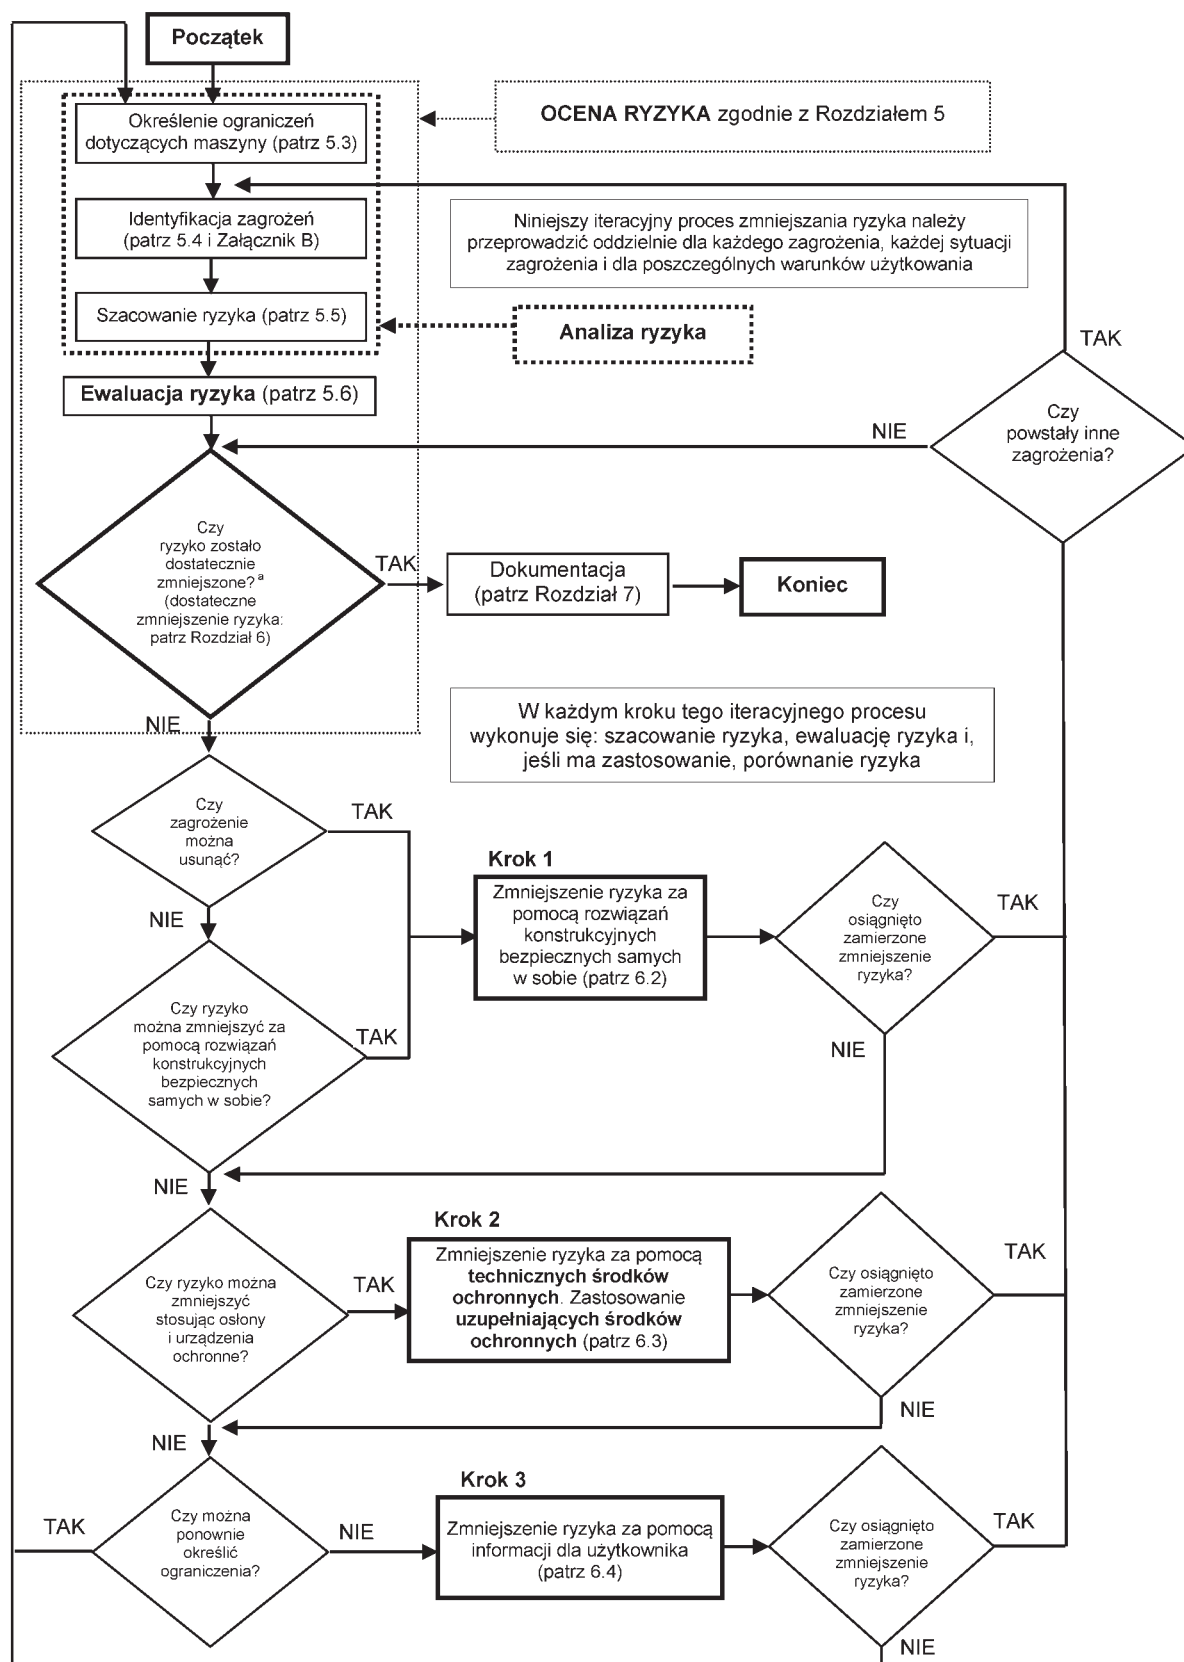 Początek
OCENA RYZYKA zgodnie z Rozdziałem 5
Określenie ograniczeń
dotyczących maszyny (patrz 5.3)
Identyfikacja zagrożeń
(patrz 5.4 i Załącznik B)
Niniejszy iteracyjny proces zmniejszania ryzyka należy
przeprowadzić oddzielnie dla każdego zagrożenia, każdej sytuacji
zagrożenia i dla poszczególnych warunków użytkowania
Szacowanie ryzyka (patrz 5.5)
Analiza ryzyka
TAK
Ewaluacja ryzyka (patrz 5.6)
NIE
Czy
powstały inne
zagrożenia?
Czy
ryzyko zostało
dostatecznie
zmniejszone? a
(dostateczne
zmniejszenie ryzyka:
patrz Rozdział 6)
TAK
Dokumentacja
(patrz Rozdział 7)
Koniec
NIE
W każdym kroku tego iteracyjnego procesu
wykonuje się: szacowanie ryzyka, ewaluację ryzyka i,
jeśli ma zastosowanie, porównanie ryzyka
Czy
zagrożenie
można
usunąć?
TAK
NIE
Krok 1
Zmniejszenie ryzyka za
pomocą rozwiązań
konstrukcyjnych
bezpiecznych samych
w sobie (patrz 6.2)
Czy
osiągnięto
zamierzone
zmniejszenie
ryzyka?
TAK
NIE
Czy ryzyko
można zmniejszyć za
pomocą rozwiązań
konstrukcyjnych
bezpiecznych
samych w sobie?
TAK
NIE
Krok 2
Czy ryzyko można
zmniejszyć
stosując osłony
i urządzenia
ochronne?
TAK
Zmniejszenie ryzyka za pomocą
technicznych środków
ochronnych. Zastosowanie
uzupełniających środków
ochronnych (patrz 6.3)
Czy osiągnięto
zamierzone
zmniejszenie
ryzyka?
TAK
NIE
NIE
Krok 3
TAK
Czy można
ponownie
określić
ograniczenia?
NIE
Zmniejszenie ryzyka za pomocą
informacji dla użytkownika
(patrz 6.4)
Czy osiągnięto
zamierzone
zmniejszenie
ryzyka?
TAK
NIE